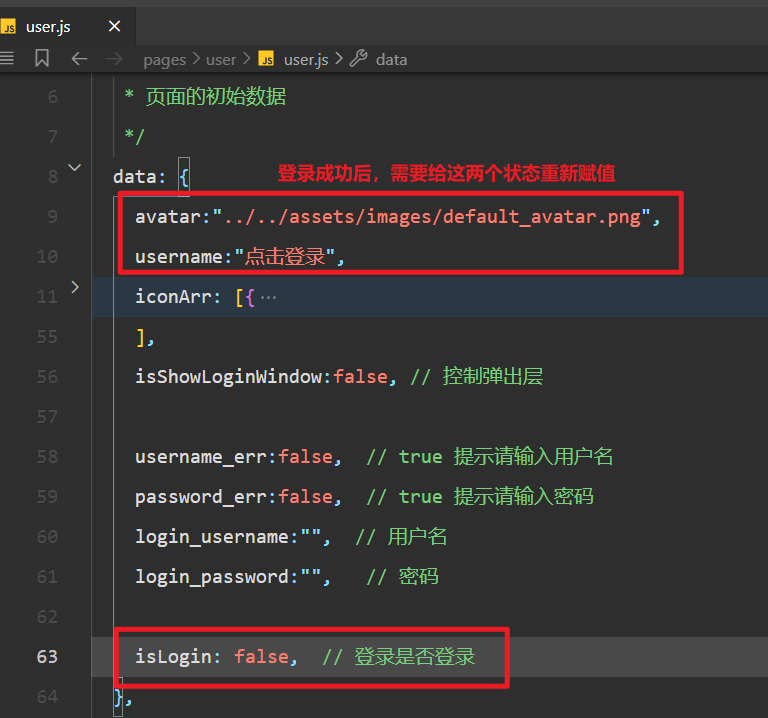 JS user.js ×
pages > user > JS user.js > data
6 * 页面的初始数据
7 */
8 data: { 登录成功后，需要给这两个状态重新赋值
9 avatar:"../../assets/images/default_avatar.png",
10 username:"点击登录",
11 iconArr: [{ ···
55 ],
56 isShowLoginWindow:false, // 控制弹出层
57
58 username_err:false, // true 提示请输入用户名
59 password_err:false, // true 提示请输入密码
60 login_username:"", // 用户名
61 login_password:"", // 密码
62
63 isLogin: false, // 登录是否登录
64 },